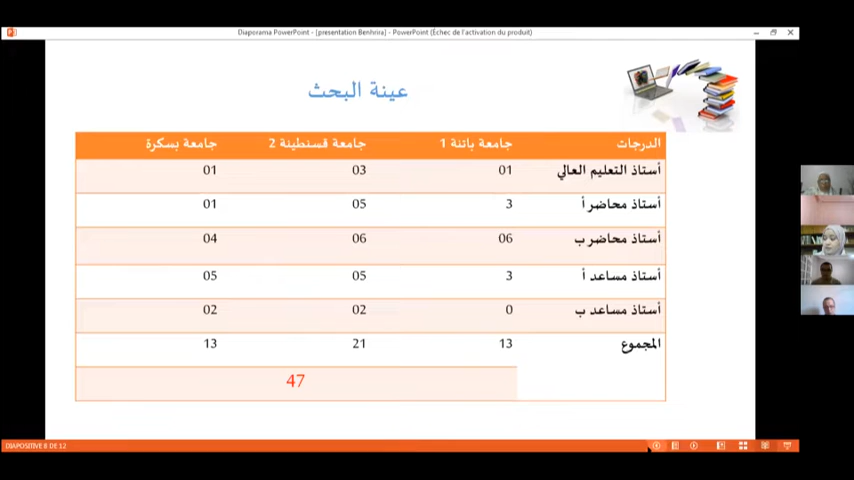 Diaporama PowerPoint - [presentation Benhrira] - PowerPoint (Échec de l'activation du produit)
عينة البحث
الدرجات جامعة باتنة 1 جامعة قسنطينة 2 جامعة بسكرة
أستاذ التعليم العالي 01 03 01
أستاذ محاضر أ 3 05 01
أستاذ محاضر ب 06 06 04
أستاذ مساعد أ 3 05 05
أستاذ مساعد ب 0 02 02
المجموع 13 21 13
47
DIAPOSITIVE 8 DE 12